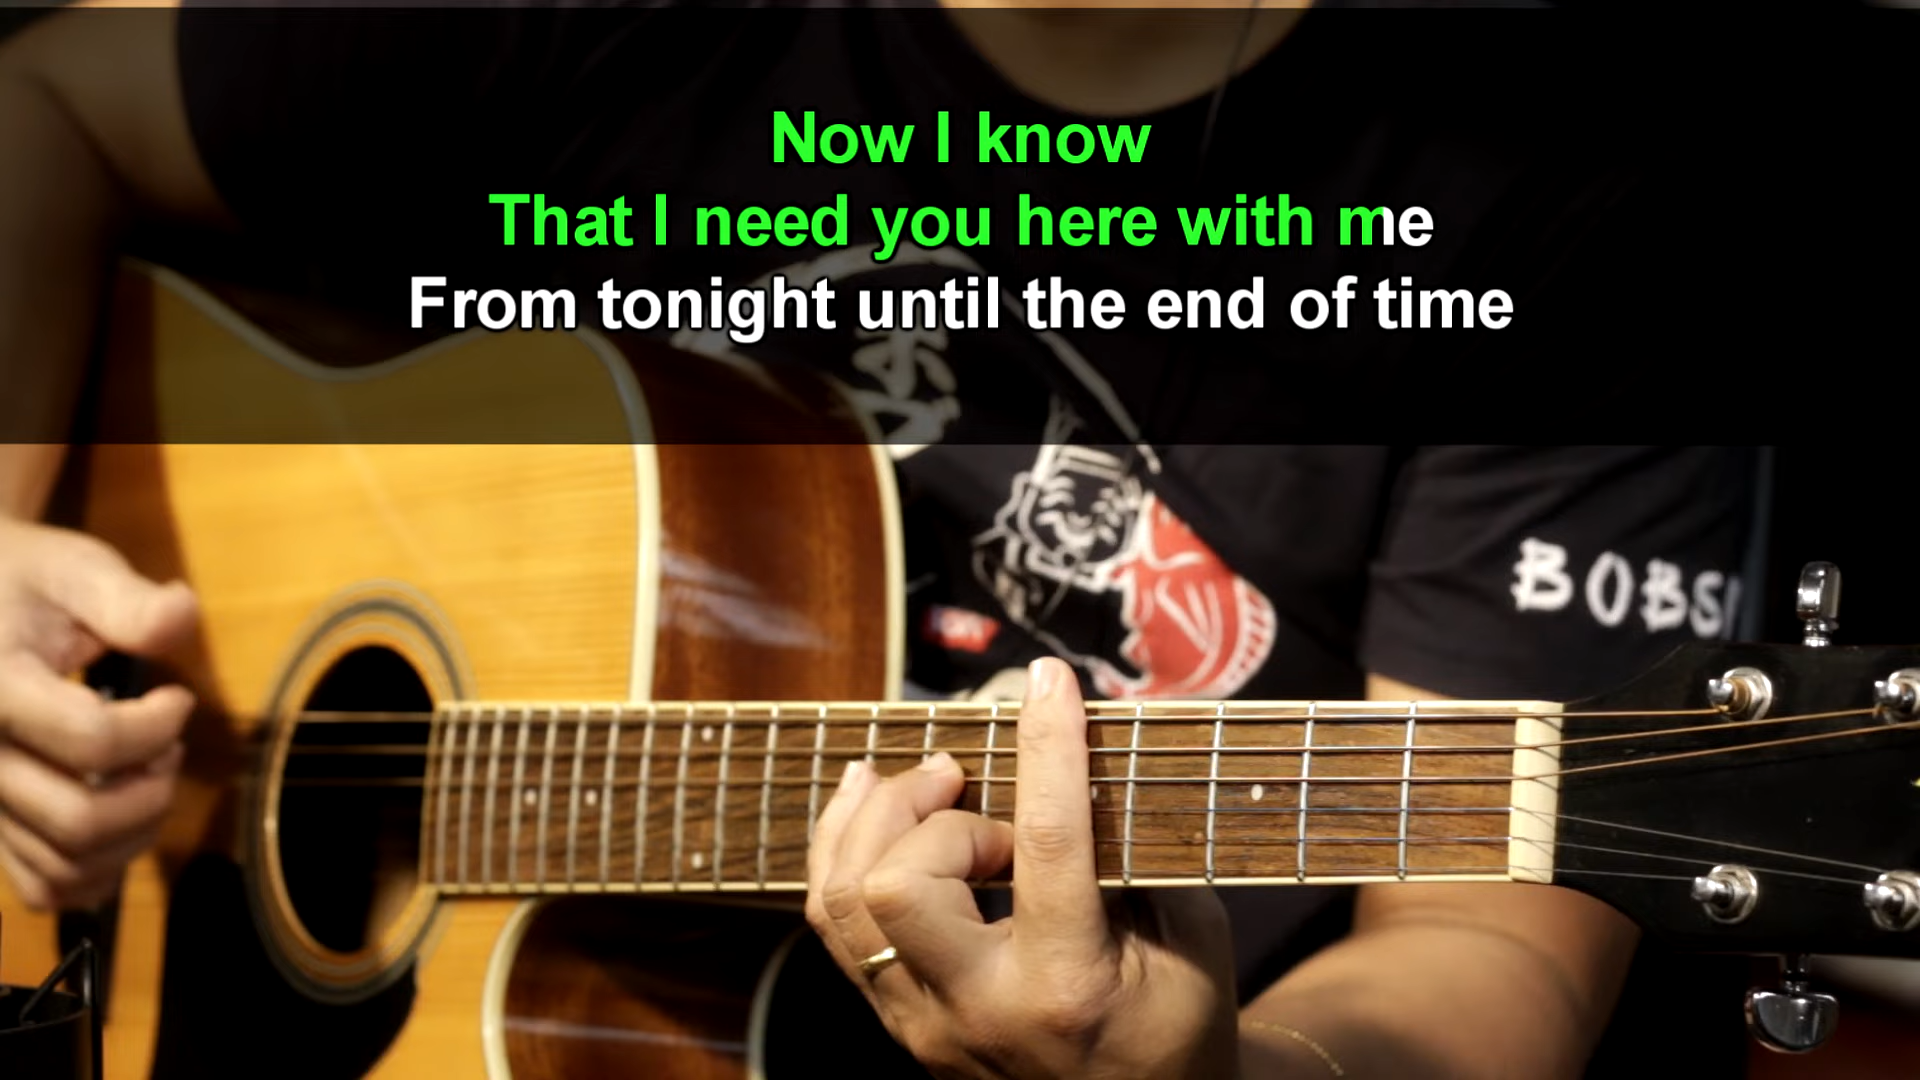 Now I know
That I need you here with me
From tonight until the end of time
BOBS